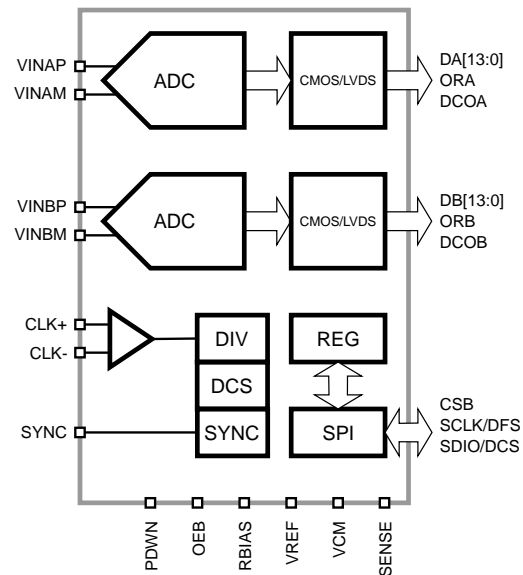 VINAP
VINAM
ADC
CMOS/LVDS
DA[13:0]
ORA
DCOA
VINBP
VINBM
ADC
CMOS/LVDS
DB[13:0]
ORB
DCOB
CLK+
CLK-
DIV
REG
DCS
SYNC
SYNC
SPI
CSB
SCLK/DFS
SDIO/DCS
PDWN
OEB
RBIAS
VREF
VCM
SENSE